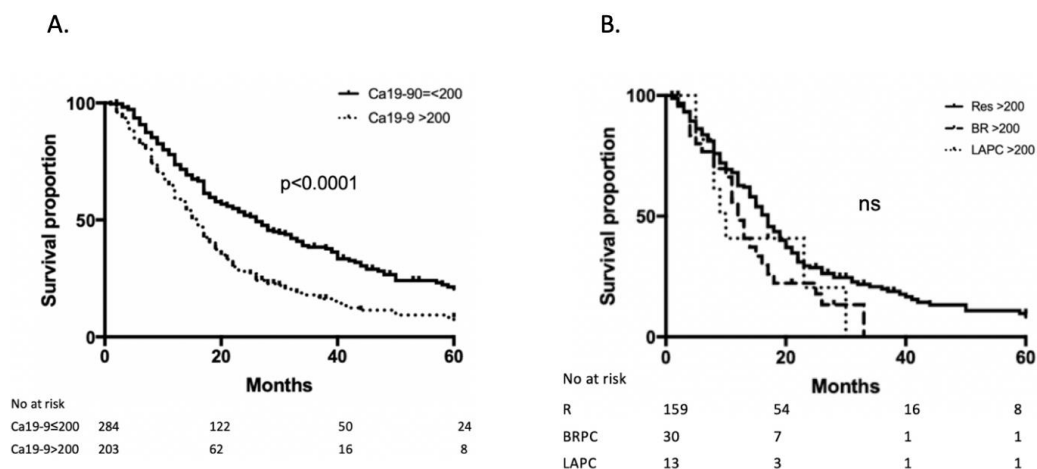 A.
B.
Ca19-90=<200
Ca19-9 >200
p<0.0001
Survival proportion
100
50
0
0 20 40 60
Months
No at risk
Ca19-9≤200 284 122 50 24
Ca19-9>200 203 62 16 8
Res >200
BR >200
LAPC >200
ns
Survival proportion
100
50
0
0 20 40 60
Months
No at risk
R 159 54 16 8
BRPC 30 7 1 1
LAPC 13 3 1 1